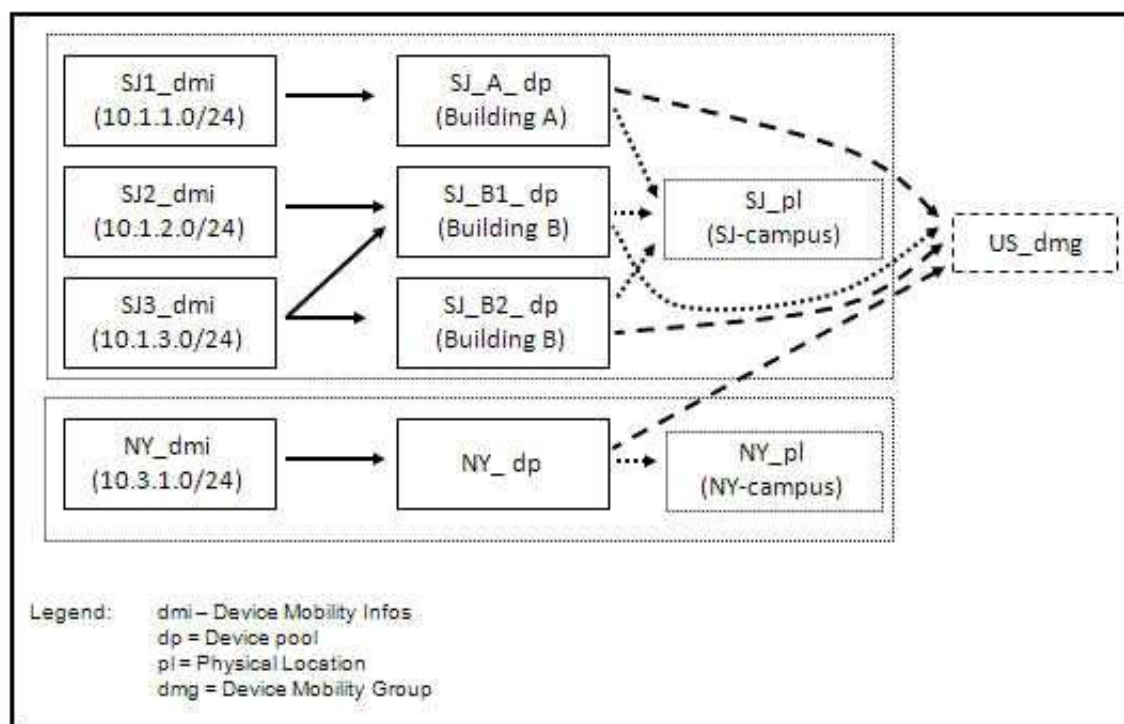 SJ1_dmi
(10.1.1.0/24)
SJ_A_ dp
(Building A)
SJ2_dmi
(10.1.2.0/24)
SJ_B1_ dp
(Building B)
SJ_pl
(SJ-campus)
US_dmg
SJ3_dmi
(10.1.3.0/24)
SJ_B2_ dp
(Building B)
NY_dmi
(10.3.1.0/24)
NY_ dp
NY_pl
(NY-campus)
Legend: dmi – Device Mobility Infos
dp = Device pool
pl = Physical Location
dmg = Device Mobility Group